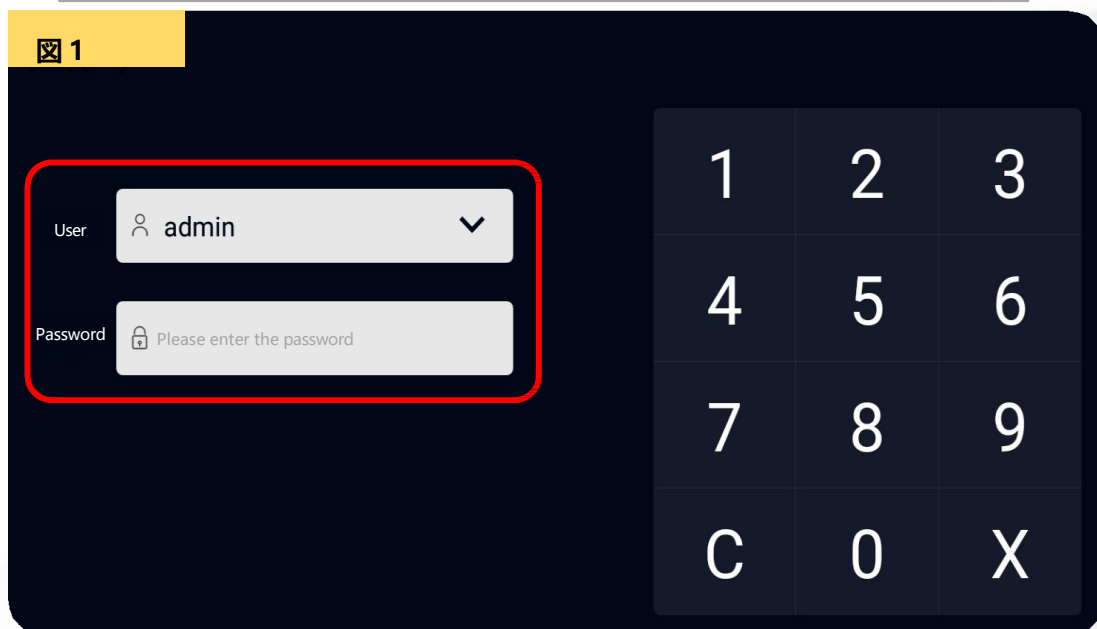 図 1
User
admin
Password
Please enter the password
1 2 3
4 5 6
7 8 9
C 0 X